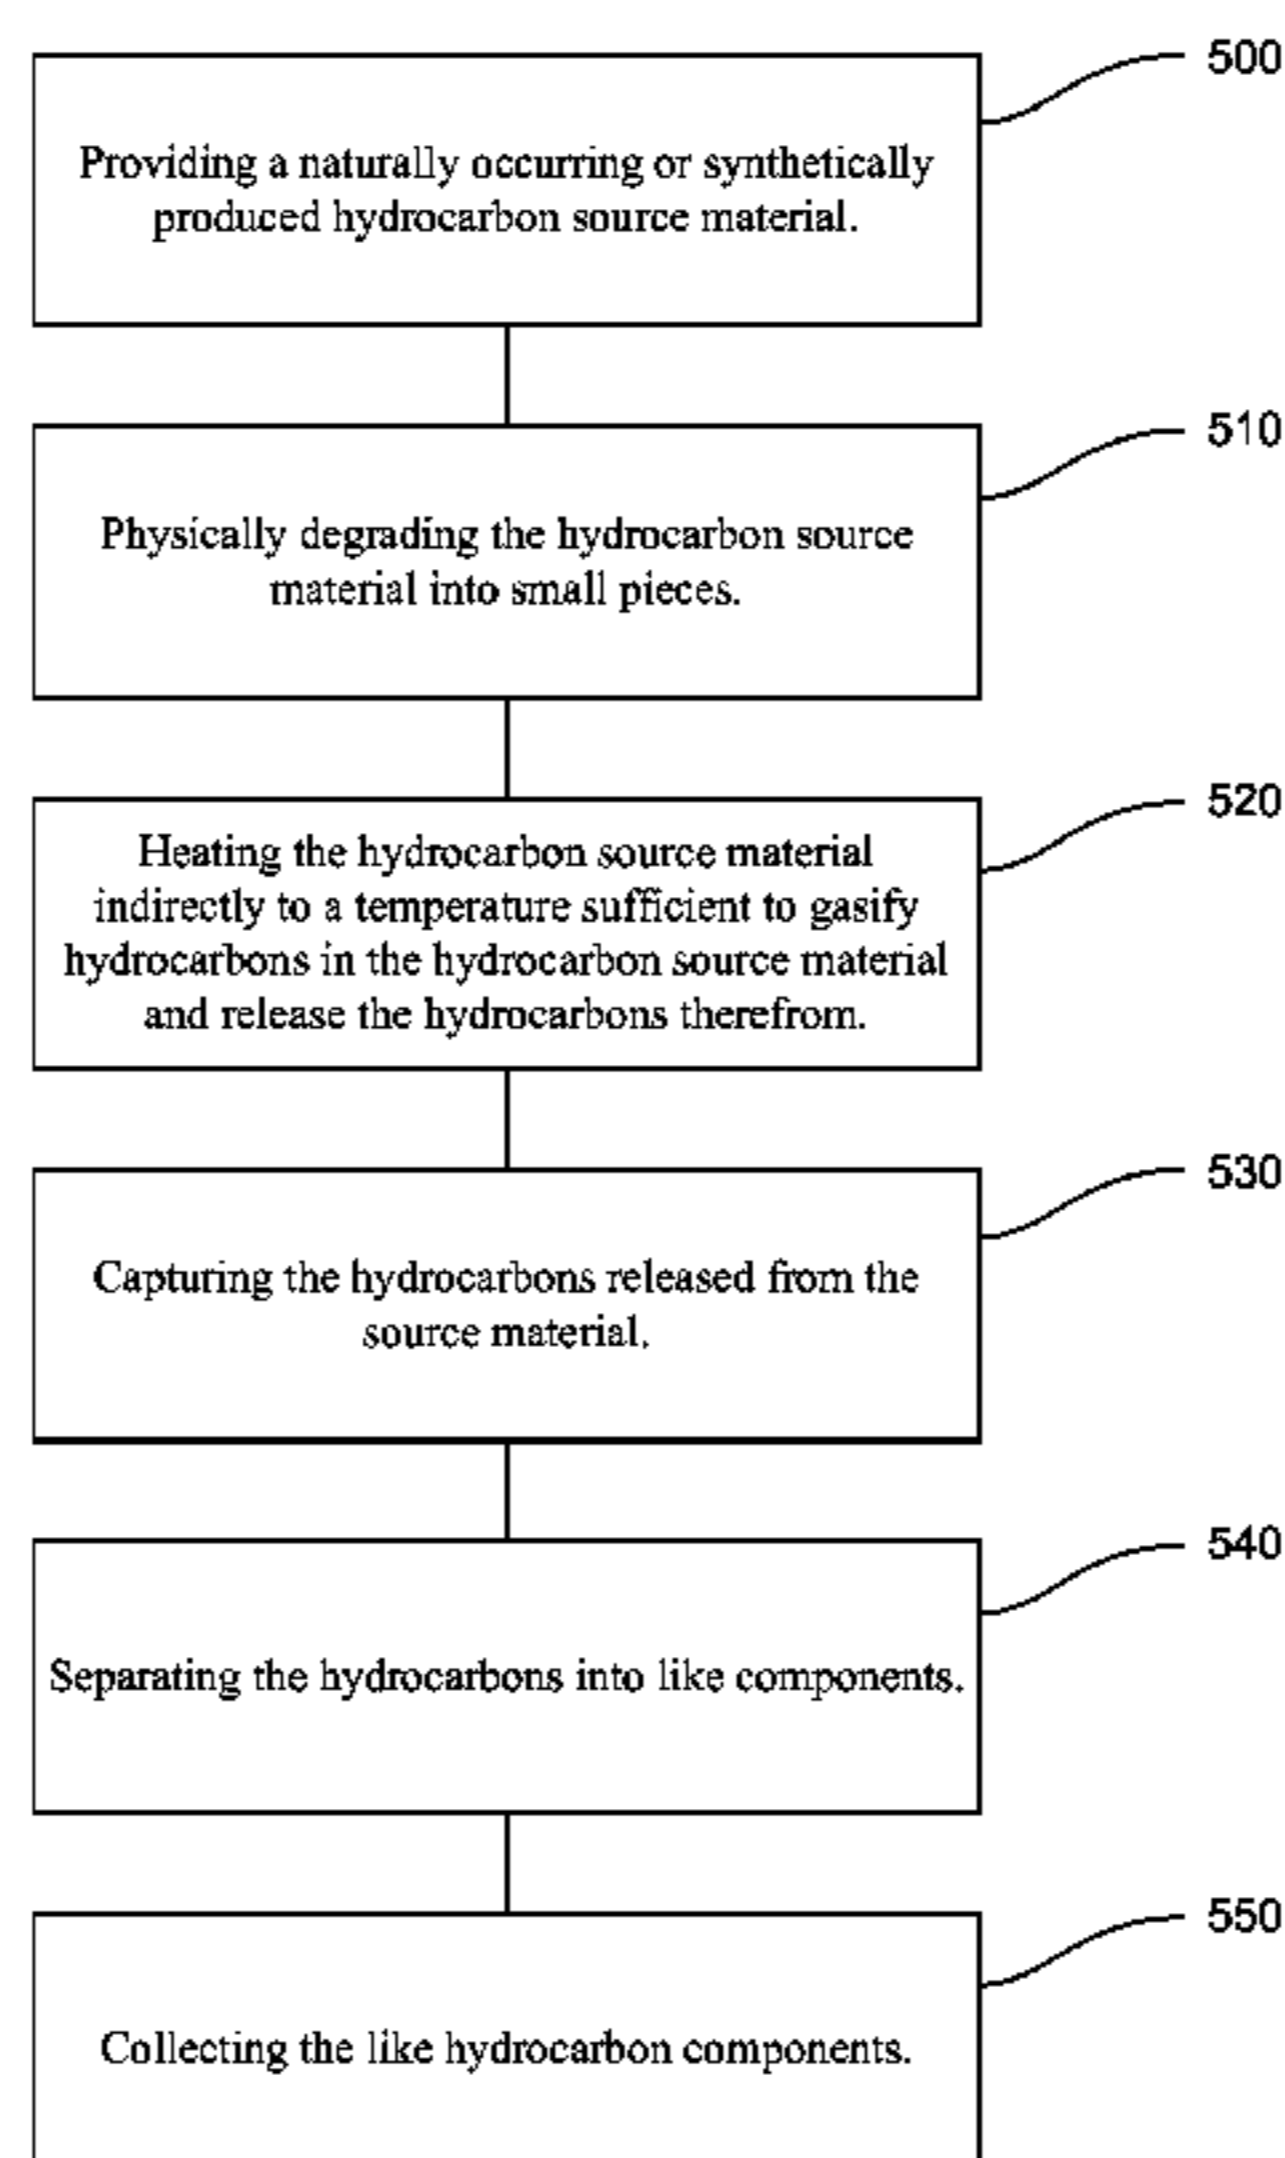 500
Providing a naturally occurring or synthetically
produced hydrocarbon source material.
510
Physically degrading the hydrocarbon source
material into small pieces.
520
Heating the hydrocarbon source material
indirectly to a temperature sufficient to gasify
hydrocarbons in the hydrocarbon source material
and release the hydrocarbons therefrom.
530
Capturing the hydrocarbons released from the
source material.
540
Separating the hydrocarbons into like components.
550
Collecting the like hydrocarbon components.